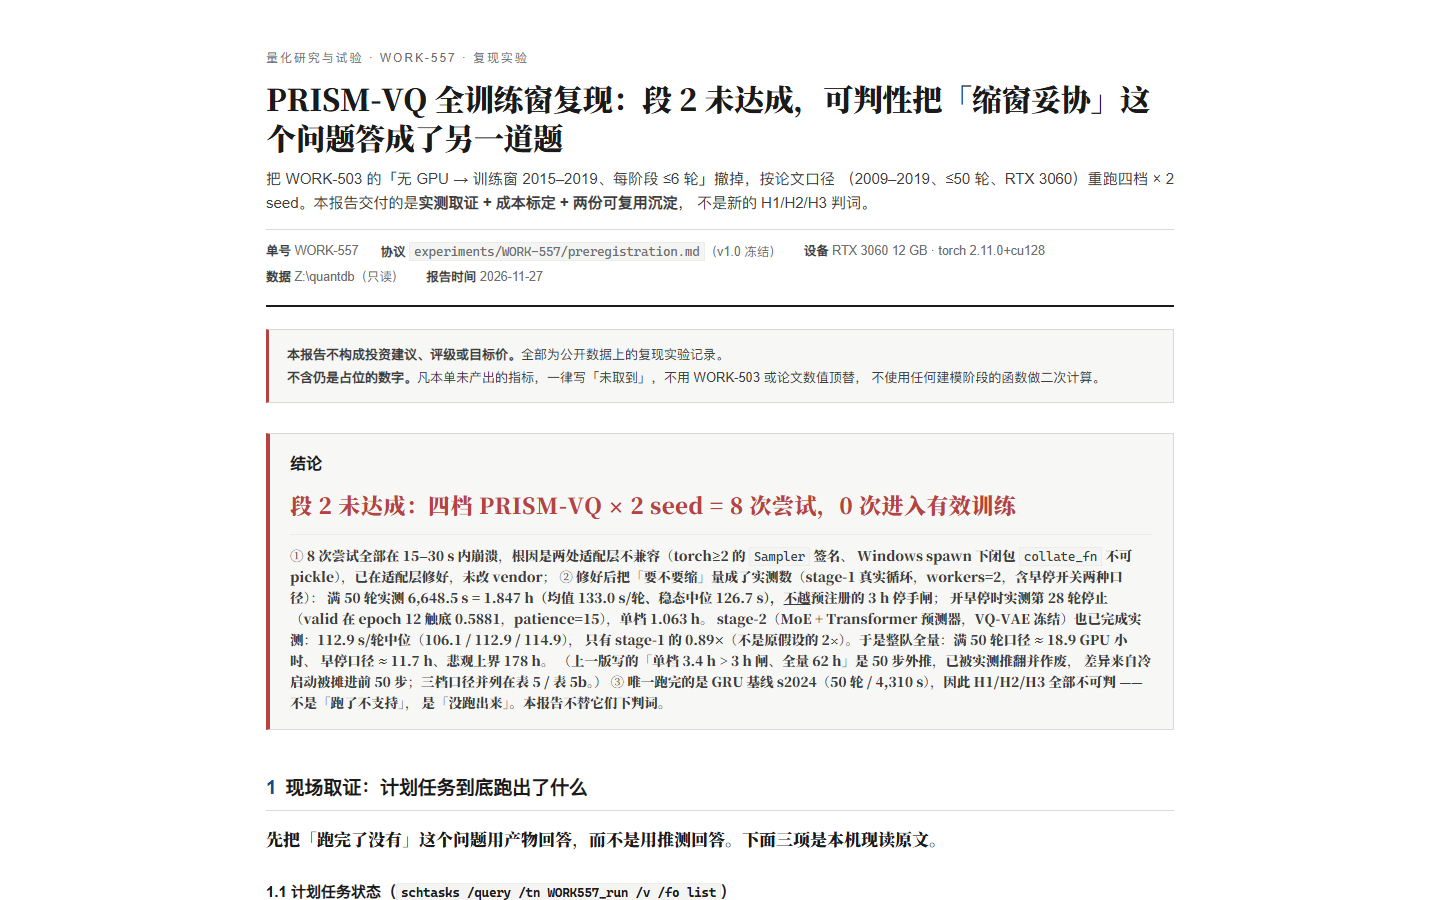 量化研究与试验 · WORK-557 · 复现实验
PRISM-VQ 全训练窗复现：段 2 未达成，可判性把「缩窗妥协」这
个问题答成了另一道题
把 WORK-503 的「无 GPU → 训练窗 2015–2019、每阶段 ≤6 轮」撤掉，按论文口径 （2009–2019、≤50 轮、RTX 3060）重跑四档 × 2
seed。本报告交付的是实测取证 + 成本标定 + 两份可复用沉淀， 不是新的 H1/H2/H3 判词。
单号 WORK-557 协议 experiments/WORK-557/preregistration.md （v1.0 冻结） 设备 RTX 3060 12 GB · torch 2.11.0+cu128
数据 Z:\quantdb（只读） 报告时间 2026-11-27
本报告不构成投资建议、评级或目标价。全部为公开数据上的复现实验记录。
不含仍是占位的数字。凡本单未产出的指标，一律写「未取到」，不用 WORK-503 或论文数值顶替， 不使用任何建模阶段的函数做二次计算。
结论
段 2 未达成：四档 PRISM-VQ × 2 seed = 8 次尝试，0 次进入有效训练
① 8 次尝试全部在 15–30 s 内崩溃，根因是两处适配层不兼容（torch≥2 的 Sampler 签名、 Windows spawn 下闭包 collate_fn 不可
pickle），已在适配层修好，未改 vendor； ② 修好后把「要不要缩」量成了实测数（stage-1 真实循环，workers=2，含早停开关两种口
径）： 满 50 轮实测 6,648.5 s = 1.847 h（均值 133.0 s/轮、稳态中位 126.7 s），不越预注册的 3 h 停手闸； 开早停时实测第 28 轮停止
（valid 在 epoch 12 触底 0.5881，patience=15），单档 1.063 h。 stage-2（MoE + Transformer 预测器，VQ-VAE 冻结）也已完成实
测：112.9 s/轮中位（106.1 / 112.9 / 114.9）， 只有 stage-1 的 0.89×（不是原假设的 2×）。于是整队全量：满 50 轮口径 ≈ 18.9 GPU 小
时、 早停口径 ≈ 11.7 h、悲观上界 178 h。 （上一版写的「单档 3.4 h > 3 h 闸、全量 62 h」是 50 步外推，已被实测推翻并作废， 差异来自冷
启动被摊进前 50 步；三档口径并列在表 5 / 表 5b。） ③ 唯一跑完的是 GRU 基线 s2024（50 轮 / 4,310 s），因此 H1/H2/H3 全部不可判 ——
不是「跑了不支持」， 是「没跑出来」。本报告不替它们下判词。
1 现场取证：计划任务到底跑出了什么
先把「跑完了没有」这个问题用产物回答，而不是用推测回答。下面三项是本机现读原文。
1.1 计划任务状态（ schtasks /query /tn WORK557_run /v /fo list ）